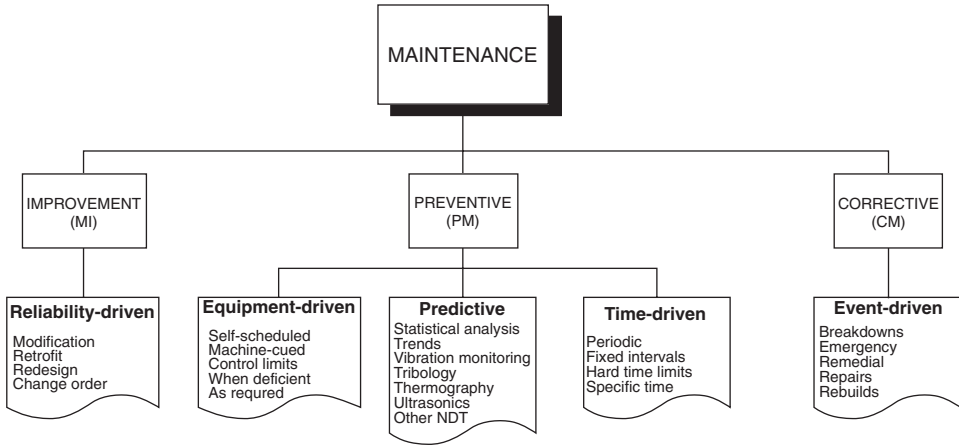 MAINTENANCE
IMPROVEMENT
(MI)
PREVENTIVE
(PM)
CORRECTIVE
(CM)
Reliability-driven
Modification
Retrofit
Redesign
Change order
Equipment-driven
Self-scheduled
Machine-cued
Control limits
When deficient
As requred
Predictive
Statistical analysis
Trends
Vibration monitoring
Tribology
Thermography
Ultrasonics
Other NDT
Time-driven
Periodic
Fixed intervals
Hard time limits
Specific time
Event-driven
Breakdowns
Emergency
Remedial
Repairs
Rebuilds